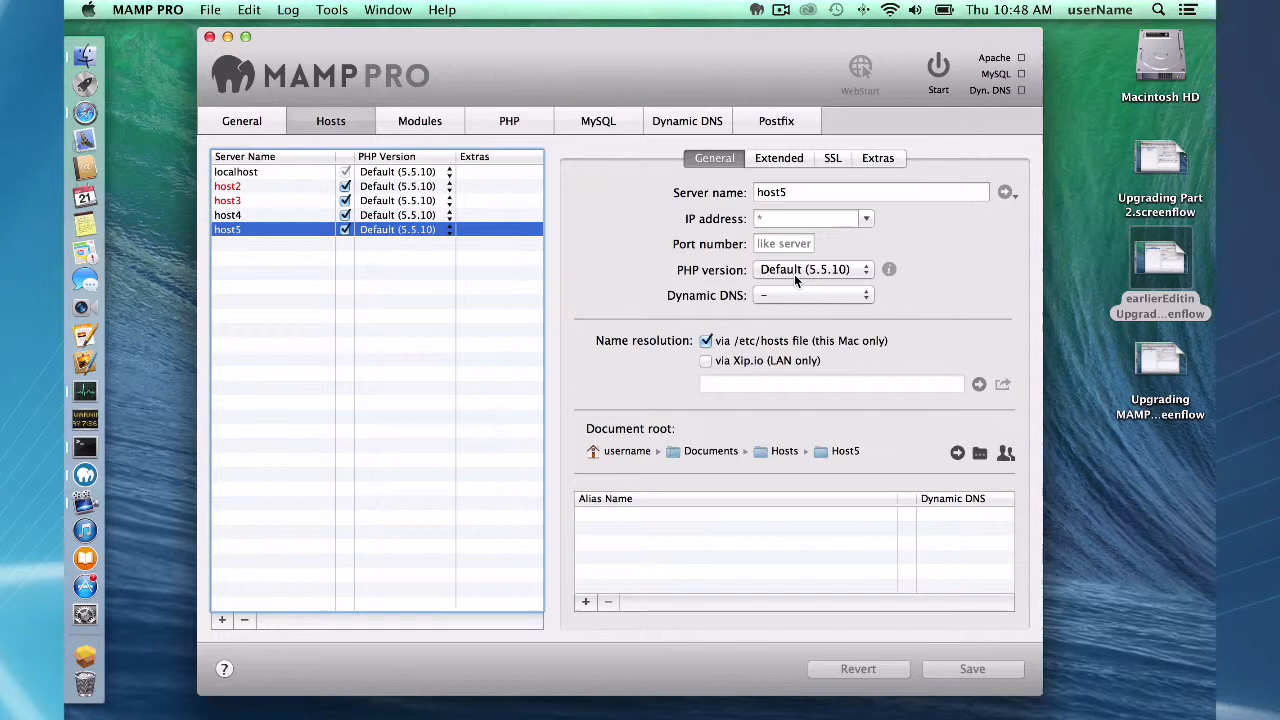 MAMP PRO File Edit Log Tools Window Help Thu 10:48 AM userName
MAMP PRO
WebStart
Start
Apache
MySQL
Dyn. DNS
General Hosts Modules PHP MySQL Dynamic DNS Postfix
Server Name PHP Version Extras
localhost Default (5.5.10)
host2 Default (5.5.10)
host3 Default (5.5.10)
host4 Default (5.5.10)
host5 Default (5.5.10)
General Extended SSL Extras
Server name: host5
IP address: *
Port number: like server
PHP version: Default (5.5.10)
Dynamic DNS: –
Name resolution: via /etc/hosts file (this Mac only)
via Xip.io (LAN only)
Document root:
username Documents Hosts Host5
Alias Name Dynamic DNS
+ −
+ −
? Revert Save
Macintosh HD
Upgrading Part
2.screenflow
earlierEditin
Upgrad...enflow
Upgrading
MAMP...eenflow
21